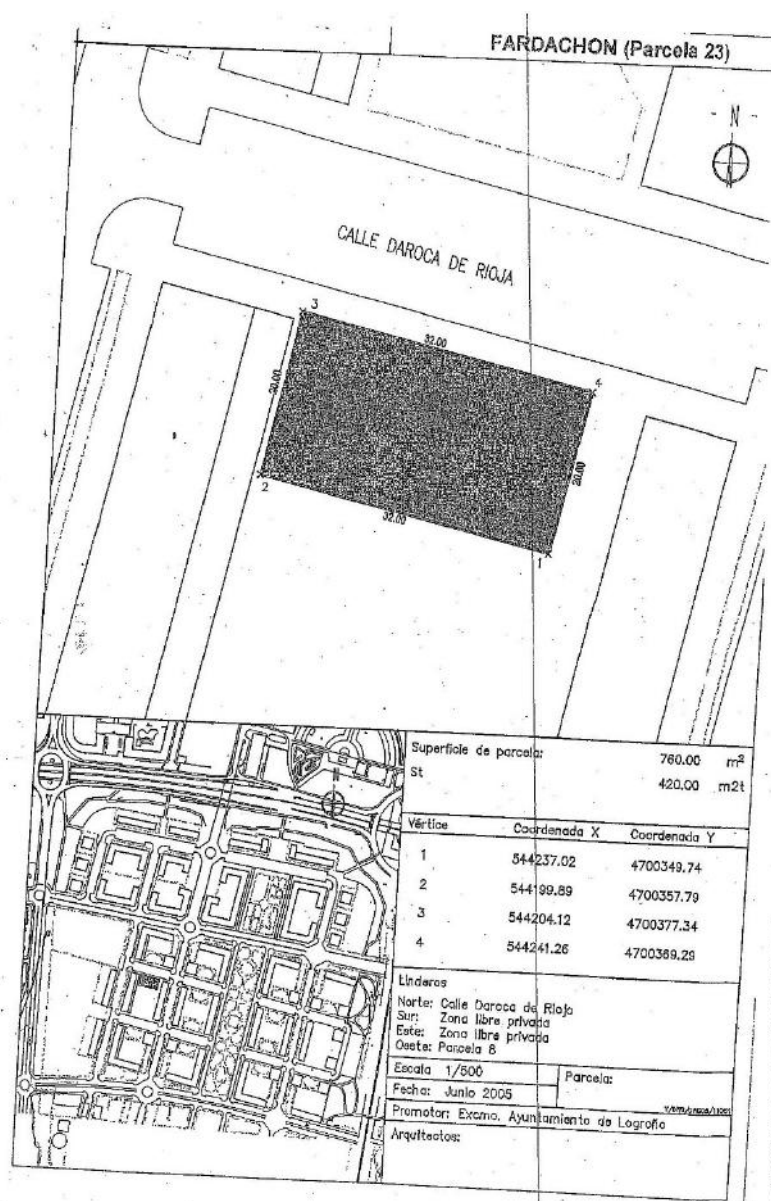 FARDACHON (Parcela 23)
N
CALLE DAROCA DE RIOJA
3
32.00
4
20.00
20.00
2
32.00
1
Superficie de parcela: 760.00 m²
St 420.00 m2t
N
Vértice Coordenada X Coordenada Y
1 544237.02 4700349.74
2 544199.89 4700357.79
3 544204.12 4700377.34
4 544241.26 4700369.29
Linderos
Norte: Calle Daroca de Rioja
Sur: Zona libre privada
Este: Zona libre privada
Oeste: Parcela 8
Escala 1/500 Parcela:
Fecha: Junio 2005
Promotor: Excmo. Ayuntamiento de Logroño
Arquitectos: